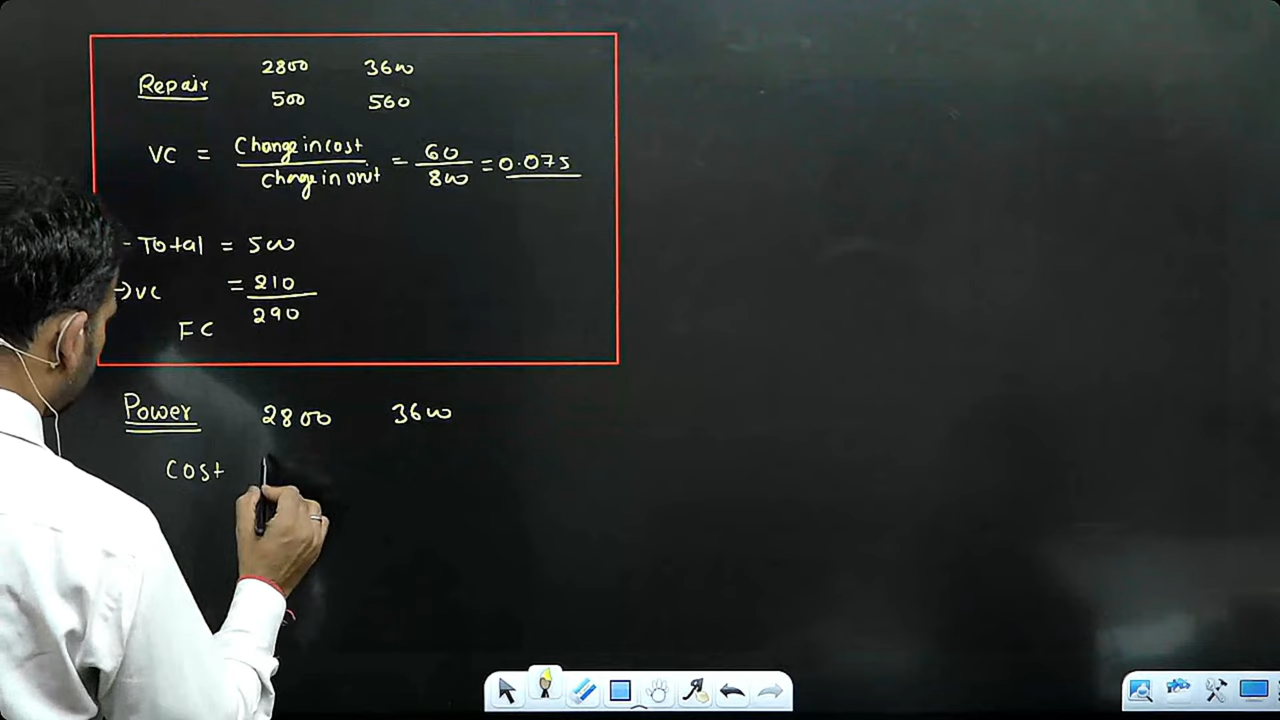 Repair 2800 3600
500 560
VC = Change in cost / Change in unit = 60 / 800 = 0.075
- Total = 500
→ VC = 210
FC 290
Power 2800 3600
Cost